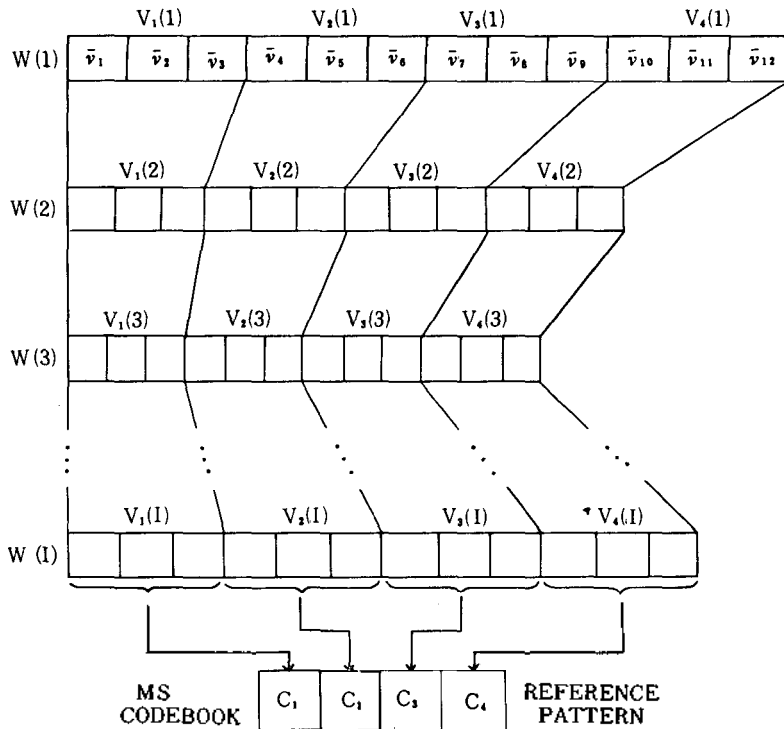 V₁(1) V₂(1) V₃(1) V₄(1)
W(1) v̄₁ v̄₂ v̄₃ v̄₄ v̄₅ v̄₆ v̄₇ v̄₈ v̄₉ v̄₁₀ v̄₁₁ v̄₁₂
V₁(2) V₂(2) V₃(2) V₄(2)
W(2)
V₁(3) V₂(3) V₃(3) V₄(3)
W(3)
V₁(I) V₂(I) V₃(I) V₄(I)
W(I)
MS CODEBOOK C₁ C₂ C₃ C₄ REFERENCE PATTERN